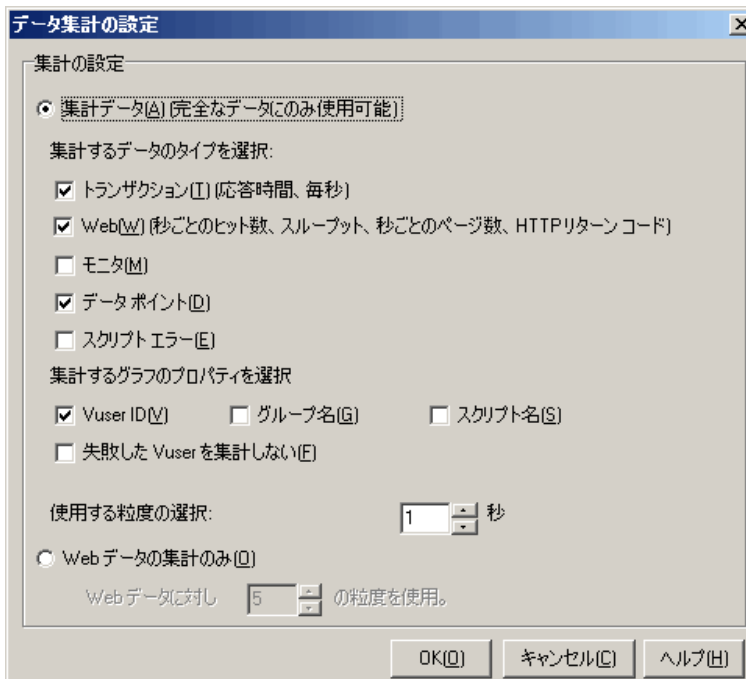 データ集計の設定
集計の設定
集計データ(A) (完全なデータにのみ使用可能)
集計するデータのタイプを選択:
トランザクション(T) (応答時間、毎秒)
Web(W) (秒ごとのヒット数、スループット、秒ごとのページ数、HTTPリターン コード)
モニタ(M)
データ ポイント(D)
スクリプト エラー(E)
集計するグラフのプロパティを選択
Vuser ID(V) グループ名(G) スクリプト名(S)
失敗した Vuser を集計しない(F)
使用する粒度の選択: 1 秒
Web データの集計のみ(O)
Web データに対し 5 の粒度を使用。
OK(O) キャンセル(C) ヘルプ(H)